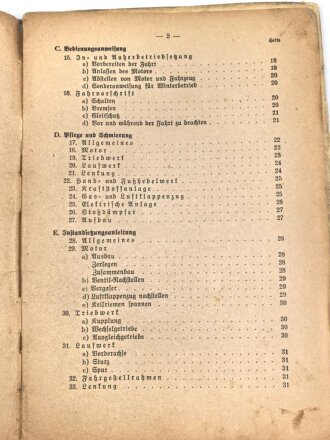 — 3 —
Seite
C. Bedienungsanweisung
15. In- und Außerbetriebsetzung
a) Vorbereiten der Fahrt 19
b) Anlassen des Motors 19
c) Abstellen von Motor und Fahrzeug 20
d) Sonderanweisung für Winterbetrieb 20
16. Fahrvorschrift
a) Schalten 20
b) Bremsen 20
c) Gleitschutz 21
d) Vor und während der Fahrt zu beachten 21
D. Pflege und Schmierung
17. Allgemeines 22
18. Motor 22
19. Triebwerk 23
20. Laufwerk 24
21. Lenkung 24
22. Hand- und Fußhebelwerk 25
23. Kraftstoffanlage 25
24. Gas- und Luftklappenzug 25
25. Elektrische Anlage 26
26. Stoßdämpfer 27
27. Aufbau 27
E. Instandsetzungsanleitung
28. Allgemeines 28
29. Motor
a) Ausbau 28
Zerlegen
Zusammenbau
b) Ventil-Nachstellen 29
c) Vergaser 29
d) Luftklappenzug nachstellen 29
e) Keilriemen spannen 30
30. Triebwerk
a) Kupplung 30
b) Wechselgetriebe 30
c) Ausgleichgetriebe 30
31. Laufwerk
a) Vorderachse 31
b) Sturz 31
c) Spur 31
32. Fahrgestellrahmen 31
33. Lenkung 31